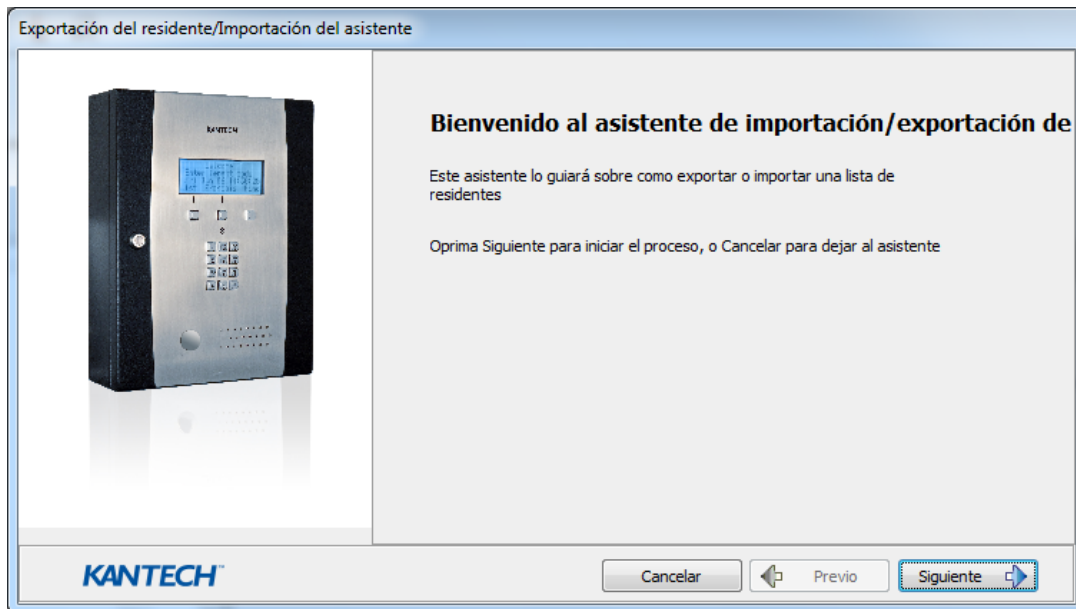 Exportación del residente/Importación del asistente
KANTECH
Bienvenido al asistente de importación/exportación de
Este asistente lo guiará sobre como exportar o importar una lista de
residentes
Oprima Siguiente para iniciar el proceso, o Cancelar para dejar al asistente
KANTECH™
Cancelar
Previo
Siguiente